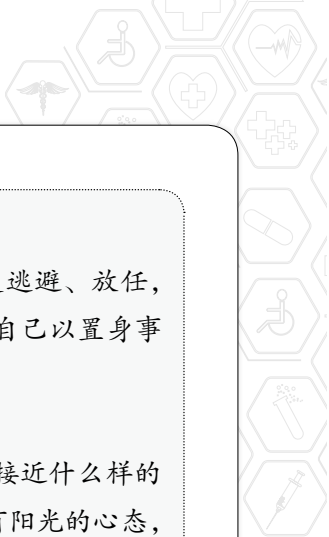 逃避、放任，
自己以置身事
接近什么样的
阳光的心态，